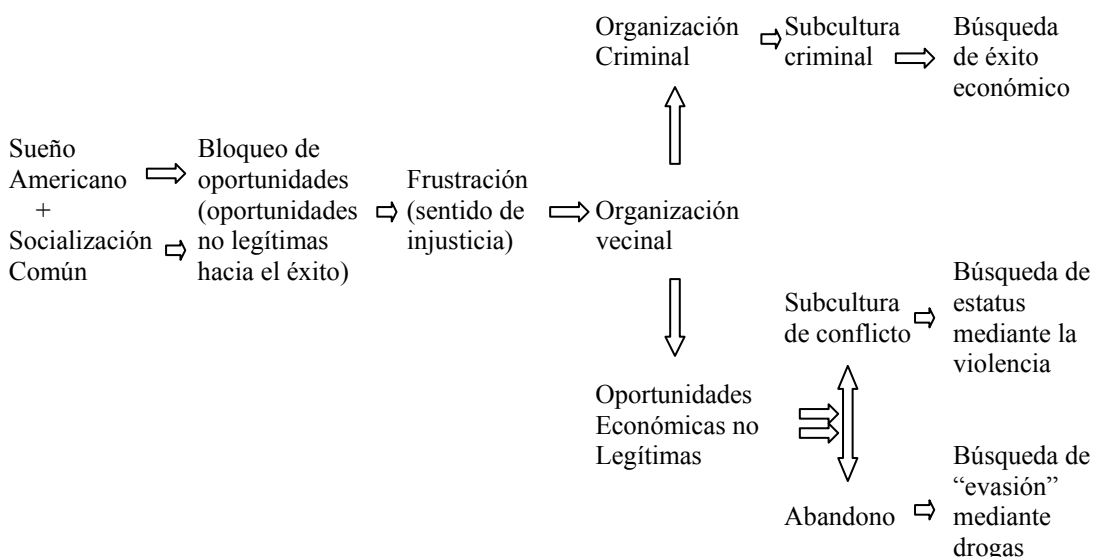 Sueño
Americano
+
Socialización
Común
Bloqueo de
oportunidades
(oportunidades
no legítimas
hacia el éxito)
Frustración
(sentido de
injusticia)
Organización
vecinal
Organización
Criminal
Subcultura
criminal
Búsqueda
de éxito
económico
Oportunidades
Económicas no
Legítimas
Subcultura
de conflicto
Búsqueda de
estatus
mediante la
violencia
Abandono
Búsqueda de
“evasión”
mediante
drogas